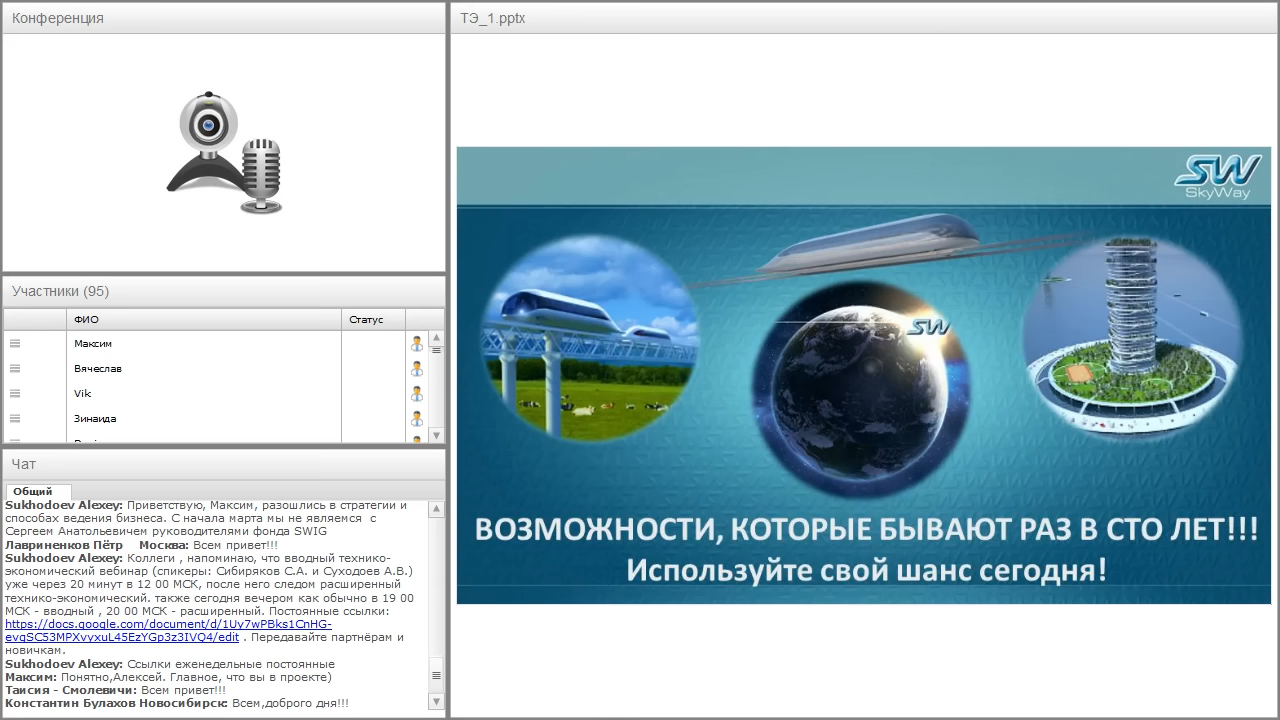 Конференция
Участники (95)
ФИО
Статус
Максим
Вячеслав
Vik
Зинаида
Чат
Общий
Sukhodoev Alexey: Приветствую, Максим, разошлись в стратегии и
способах ведения бизнеса. С начала марта мы не являемся с
Сергеем Анатольевичем руководителями фонда SWIG
Лавриненков Пётр Москва: Всем привет!!!
Sukhodoev Alexey: Коллеги , напоминаю, что вводный технико-
экономический вебинар (спикеры: Сибиряков С.А. и Суходоев А.В.)
уже через 20 минут в 12 00 МСК, после него следом расширенный
технико-экономический. также сегодня вечером как обычно в 19 00
МСК - вводный , 20 00 МСК - расширенный. Постоянные ссылки:
https://docs.google.com/document/d/1Uy7wPBks1CnHG-
evqSC53MPXvyxuL45EzYGp3z3IVQ4/edit . Передавайте партнёрам и
новичкам.
Sukhodoev Alexey: Ссылки еженедельные постоянные
Максим: Понятно,Алексей. Главное, что вы в проекте)
Таисия - Смолевичи: Всем привет!!!
Константин Булахов Новосибирск: Всем,доброго дня!!!
ТЭ_1.pptx
SW
SkyWay
SW
ВОЗМОЖНОСТИ, КОТОРЫЕ БЫВАЮТ РАЗ В СТО ЛЕТ!!!
Используйте свой шанс сегодня!